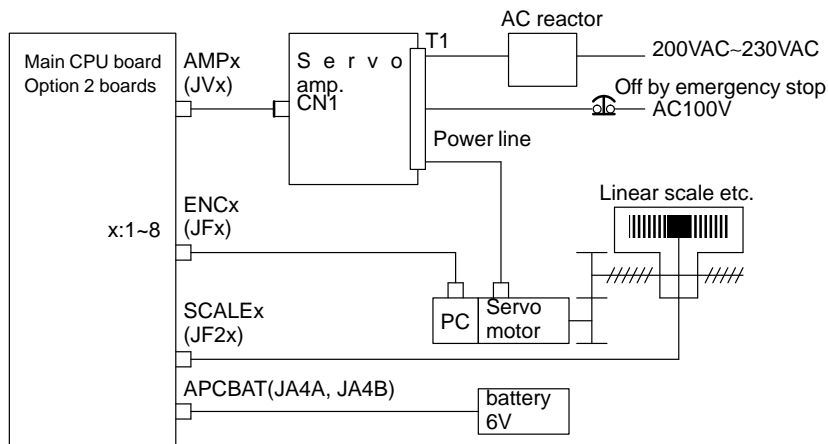 Main CPU board
Option 2 boards
AMPx
(JVx)
S e r v o
amp.
CN1
T1
AC reactor
200VAC~230VAC
Off by emergency stop
AC100V
Power line
Linear scale etc.
x:1~8
ENCx
(JFx)
PC
Servo
motor
SCALEx
(JF2x)
APCBAT(JA4A, JA4B)
battery
6V